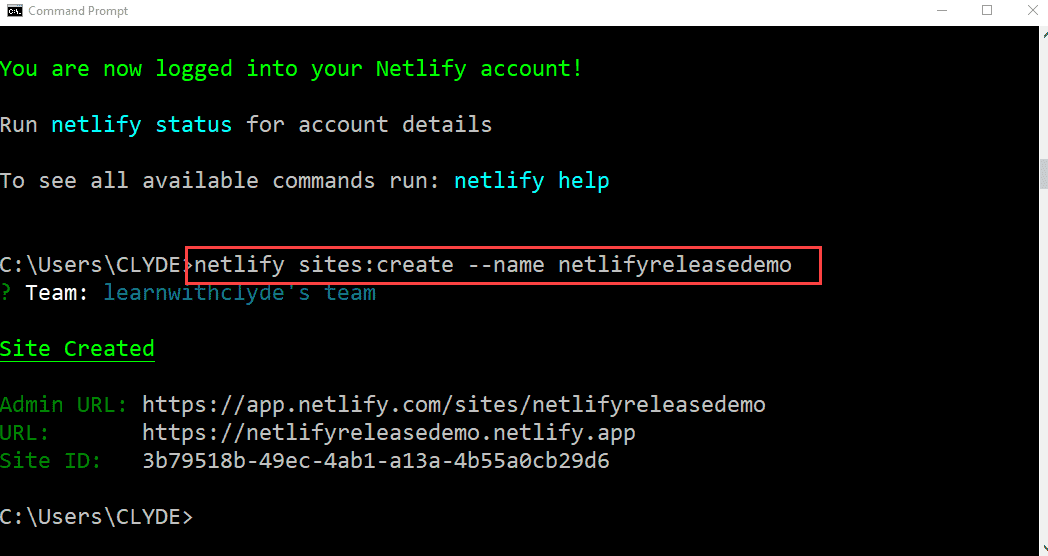 Command Prompt
You are now logged into your Netlify account!
Run netlify status for account details
To see all available commands run: netlify help
C:\Users\CLYDE>netlify sites:create --name netlifyreleasedemo
? Team: learnwithclyde's team
Site Created
Admin URL: https://app.netlify.com/sites/netlifyreleasedemo
URL: https://netlifyreleasedemo.netlify.app
Site ID: 3b79518b-49ec-4ab1-a13a-4b55a0cb29d6
C:\Users\CLYDE>